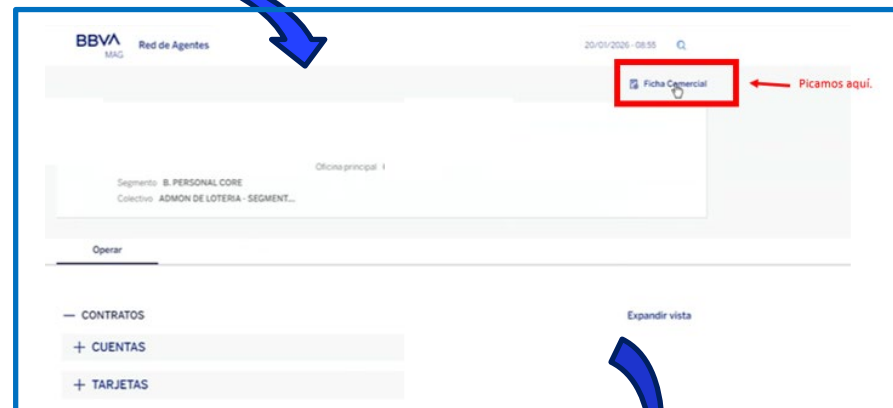 BBVA
MAG
Red de Agentes
20/01/2026 - 08:55
Ficha Comercial
Picamos aquí.
Oficina principal
Segmento B. PERSONAL CORE
Colectivo ADMON DE LOTERIA - SEGMENT...
Operar
— CONTRATOS
Expandir vista
+ CUENTAS
+ TARJETAS